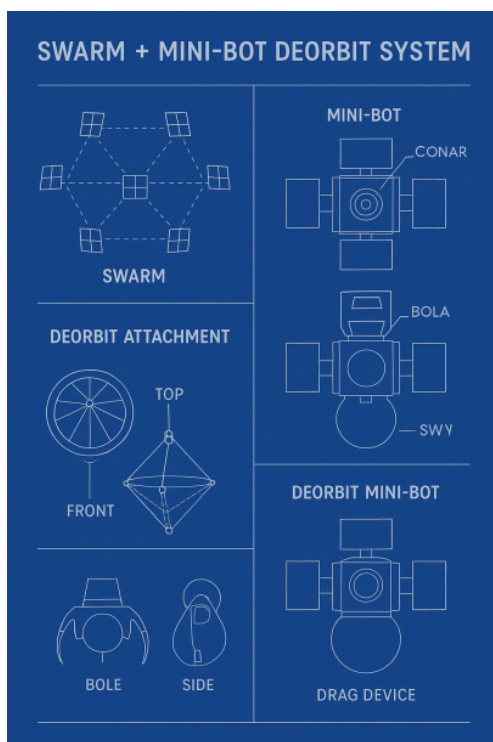 SWARM + MINI-BOT DEORBIT SYSTEM
SWARM
DEORBIT ATTACHMENT
TOP
FRONT
BOLE
SIDE
MINI-BOT
CONAR
BOLA
SWY
DEORBIT MINI-BOT
DRAG DEVICE